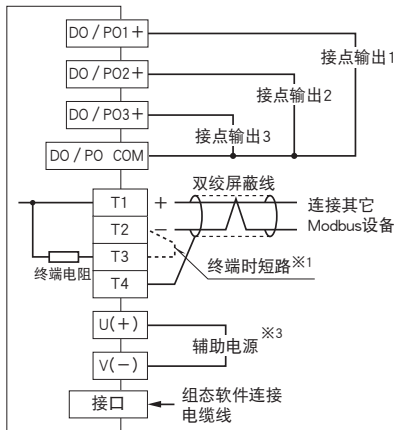 DO / PO1+
接点输出1
DO / PO2+
接点输出2
DO / PO3+
接点输出3
DO / PO COM
双绞屏蔽线
T1
+
连接其它
Modbus设备
T2
−
T3
终端电阻
终端时短路※1
T4
U(+)
辅助电源※3
V(−)
接口
组态软件连接
电缆线